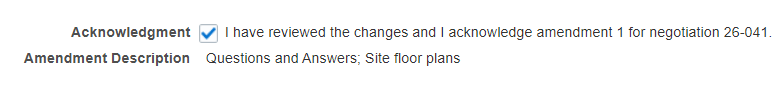 Acknowledgment I have reviewed the changes and I acknowledge amendment 1 for negotiation 26-041.
Amendment Description Questions and Answers; Site floor plans